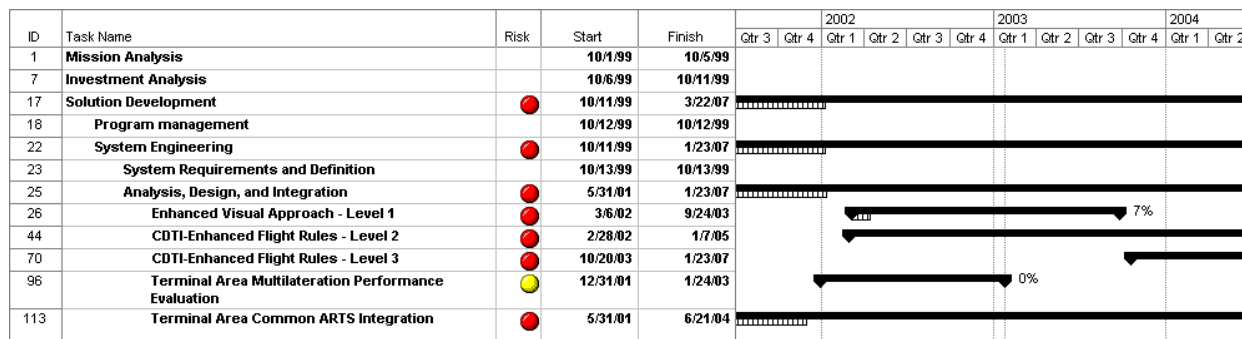 2002 2003 2004
ID Task Name Risk Start Finish Qtr 3 Qtr 4 Qtr 1 Qtr 2 Qtr 3 Qtr 4 Qtr 1 Qtr 2 Qtr 3 Qtr 4 Qtr 1 Qtr 2
1 Mission Analysis 10/1/99 10/5/99
7 Investment Analysis 10/6/99 10/11/99
17 Solution Development 10/11/99 3/22/07
18 Program management 10/12/99 10/12/99
22 System Engineering 10/11/99 1/23/07
23 System Requirements and Definition 10/13/99 10/13/99
25 Analysis, Design, and Integration 5/31/01 1/23/07
26 Enhanced Visual Approach - Level 1 3/6/02 9/24/03 7%
44 CDTI-Enhanced Flight Rules - Level 2 2/28/02 1/7/05
70 CDTI-Enhanced Flight Rules - Level 3 10/20/03 1/23/07
96 Terminal Area Multilateration Performance 12/31/01 1/24/03 0%
Evaluation
113 Terminal Area Common ARTS Integration 5/31/01 6/21/04